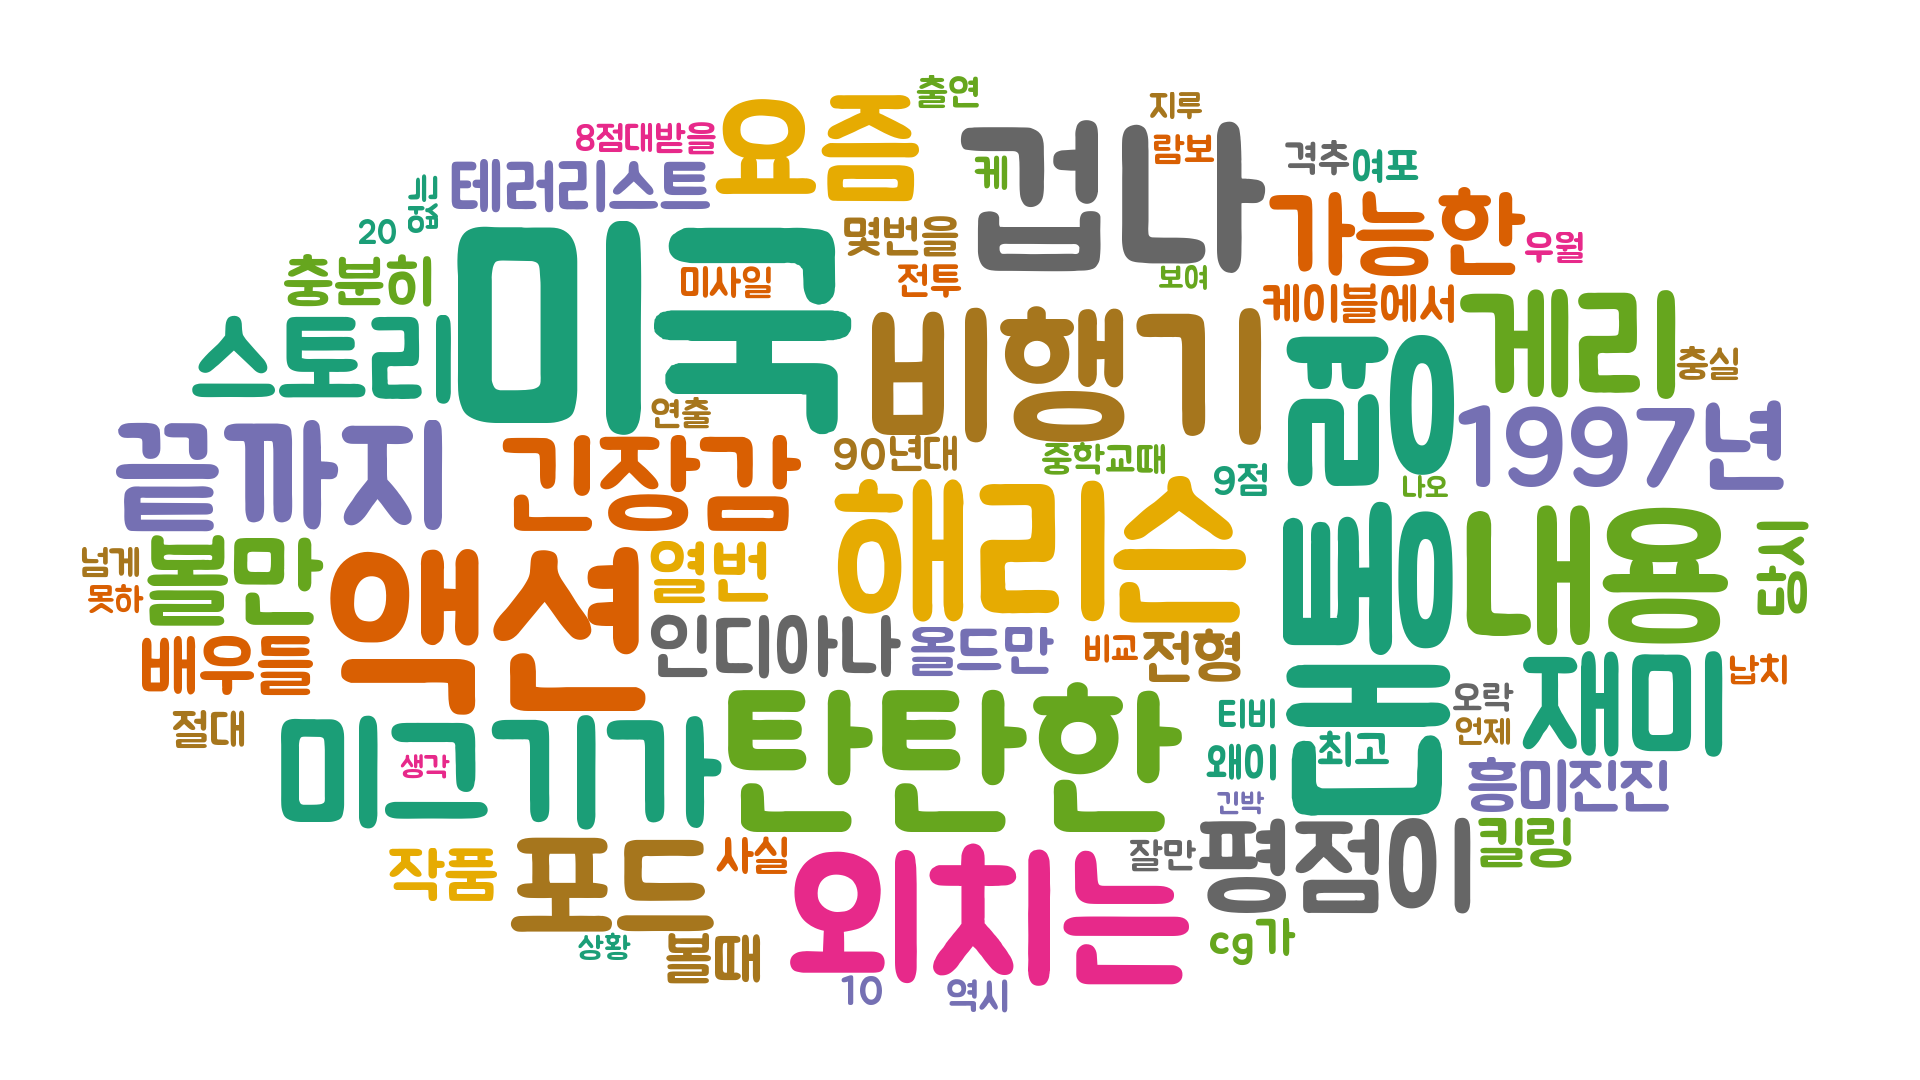 출연
지루
8점대받을
요즘
겁나
람보
격추
여포
테러리스트
케
20
몇번을
가능한
우월
충분히
미국
미사일
전투
보여
케이블에서
게리
스토리
비행기
충실
연출
대통령
1997년
끝까지
긴장감
90년대
중학교때
9점
나오
해리슨
내용
넘게
볼만
액션
열번
못하
배우들
인디아나
올드만
비교
전형
재미
납치
절대
미크기가
생각
탄탄한
티비
오락
언제
왜이
최고
흥미진진
긴박
작품
포드
사실
외치는
잘만
평점이
킬링
상황
볼때
cg가
10
역시